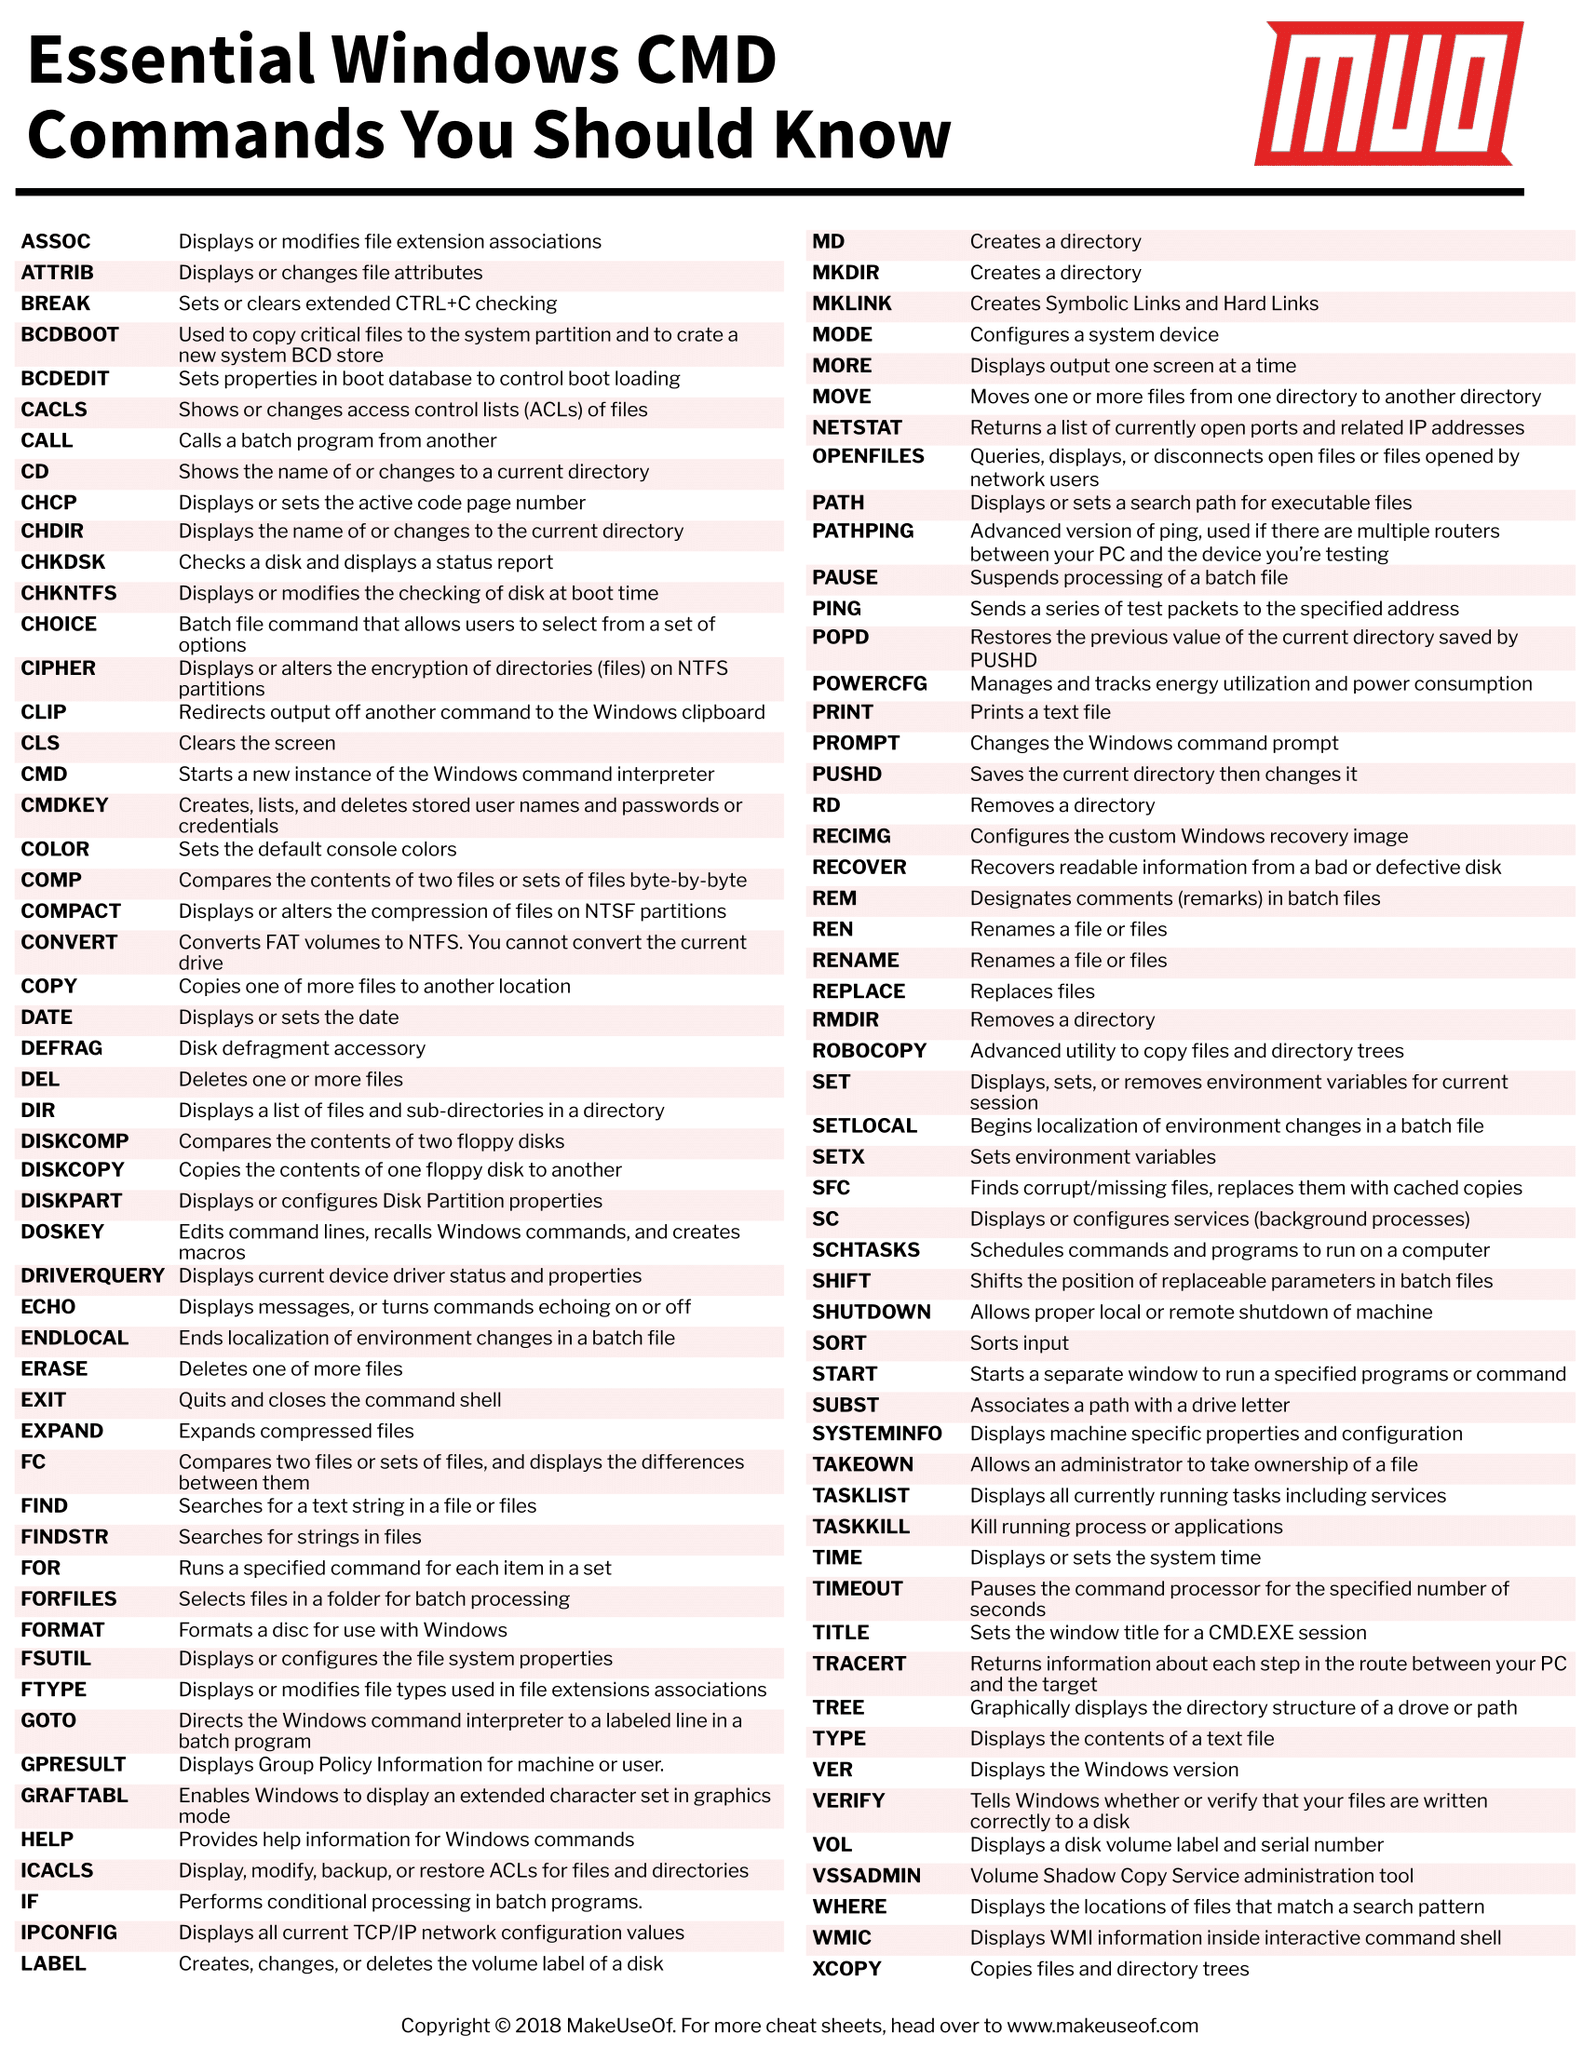 Essential Windows CMD
Commands You Should Know
MUO
ASSOC Displays or modifies file extension associations
ATTRIB Displays or changes file attributes
BREAK Sets or clears extended CTRL+C checking
BCDBOOT Used to copy critical files to the system partition and to crate a
new system BCD store
BCDEDIT Sets properties in boot database to control boot loading
CACLS Shows or changes access control lists (ACLs) of files
CALL Calls a batch program from another
CD Shows the name of or changes to a current directory
CHCP Displays or sets the active code page number
CHDIR Displays the name of or changes to the current directory
CHKDSK Checks a disk and displays a status report
CHKNTFS Displays or modifies the checking of disk at boot time
CHOICE Batch file command that allows users to select from a set of
options
CIPHER Displays or alters the encryption of directories (files) on NTFS
partitions
CLIP Redirects output off another command to the Windows clipboard
CLS Clears the screen
CMD Starts a new instance of the Windows command interpreter
CMDKEY Creates, lists, and deletes stored user names and passwords or
credentials
COLOR Sets the default console colors
COMP Compares the contents of two files or sets of files byte-by-byte
COMPACT Displays or alters the compression of files on NTSF partitions
CONVERT Converts FAT volumes to NTFS. You cannot convert the current
drive
COPY Copies one of more files to another location
DATE Displays or sets the date
DEFRAG Disk defragment accessory
DEL Deletes one or more files
DIR Displays a list of files and sub-directories in a directory
DISKCOMP Compares the contents of two floppy disks
DISKCOPY Copies the contents of one floppy disk to another
DISKPART Displays or configures Disk Partition properties
DOSKEY Edits command lines, recalls Windows commands, and creates
macros
DRIVERQUERY Displays current device driver status and properties
ECHO Displays messages, or turns commands echoing on or off
ENDLOCAL Ends localization of environment changes in a batch file
ERASE Deletes one of more files
EXIT Quits and closes the command shell
EXPAND Expands compressed files
FC Compares two files or sets of files, and displays the differences
between them
FIND Searches for a text string in a file or files
FINDSTR Searches for strings in files
FOR Runs a specified command for each item in a set
FORFILES Selects files in a folder for batch processing
FORMAT Formats a disc for use with Windows
FSUTIL Displays or configures the file system properties
FTYPE Displays or modifies file types used in file extensions associations
GOTO Directs the Windows command interpreter to a labeled line in a
batch program
GPRESULT Displays Group Policy Information for machine or user.
GRAFTABL Enables Windows to display an extended character set in graphics
mode
HELP Provides help information for Windows commands
ICACLS Display, modify, backup, or restore ACLs for files and directories
IF Performs conditional processing in batch programs.
IPCONFIG Displays all current TCP/IP network configuration values
LABEL Creates, changes, or deletes the volume label of a disk
MD Creates a directory
MKDIR Creates a directory
MKLINK Creates Symbolic Links and Hard Links
MODE Configures a system device
MORE Displays output one screen at a time
MOVE Moves one or more files from one directory to another directory
NETSTAT Returns a list of currently open ports and related IP addresses
OPENFILES Queries, displays, or disconnects open files or files opened by
network users
PATH Displays or sets a search path for executable files
PATHPING Advanced version of ping, used if there are multiple routers
between your PC and the device you’re testing
PAUSE Suspends processing of a batch file
PING Sends a series of test packets to the specified address
POPD Restores the previous value of the current directory saved by
PUSHD
POWERCFG Manages and tracks energy utilization and power consumption
PRINT Prints a text file
PROMPT Changes the Windows command prompt
PUSHD Saves the current directory then changes it
RD Removes a directory
RECIMG Configures the custom Windows recovery image
RECOVER Recovers readable information from a bad or defective disk
REM Designates comments (remarks) in batch files
REN Renames a file or files
RENAME Renames a file or files
REPLACE Replaces files
RMDIR Removes a directory
ROBOCOPY Advanced utility to copy files and directory trees
SET Displays, sets, or removes environment variables for current
session
SETLOCAL Begins localization of environment changes in a batch file
SETX Sets environment variables
SFC Finds corrupt/missing files, replaces them with cached copies
SC Displays or configures services (background processes)
SCHTASKS Schedules commands and programs to run on a computer
SHIFT Shifts the position of replaceable parameters in batch files
SHUTDOWN Allows proper local or remote shutdown of machine
SORT Sorts input
START Starts a separate window to run a specified programs or command
SUBST Associates a path with a drive letter
SYSTEMINFO Displays machine specific properties and configuration
TAKEOWN Allows an administrator to take ownership of a file
TASKLIST Displays all currently running tasks including services
TASKKILL Kill running process or applications
TIME Displays or sets the system time
TIMEOUT Pauses the command processor for the specified number of
seconds
TITLE Sets the window title for a CMD.EXE session
TRACERT Returns information about each step in the route between your PC
and the target
TREE Graphically displays the directory structure of a drove or path
TYPE Displays the contents of a text file
VER Displays the Windows version
VERIFY Tells Windows whether or verify that your files are written
correctly to a disk
VOL Displays a disk volume label and serial number
VSSADMIN Volume Shadow Copy Service administration tool
WHERE Displays the locations of files that match a search pattern
WMIC Displays WMI information inside interactive command shell
XCOPY Copies files and directory trees
Copyright © 2018 MakeUseOf. For more cheat sheets, head over to www.makeuseof.com